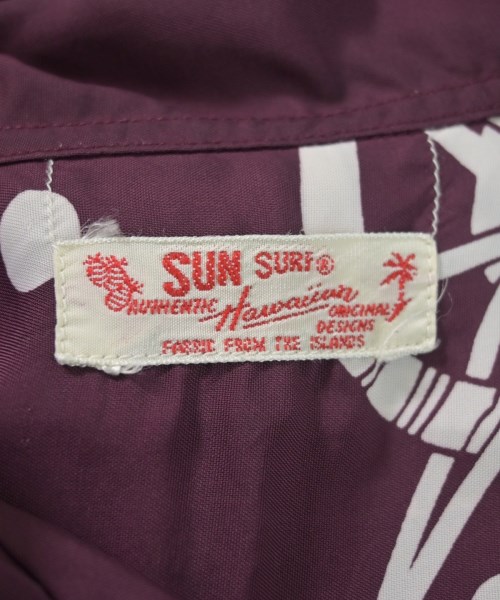 SUN SURF®
AUTHENTIC Hawaiian ORIGINAL
DESIGNS
FABRIC FROM THE ISLANDS